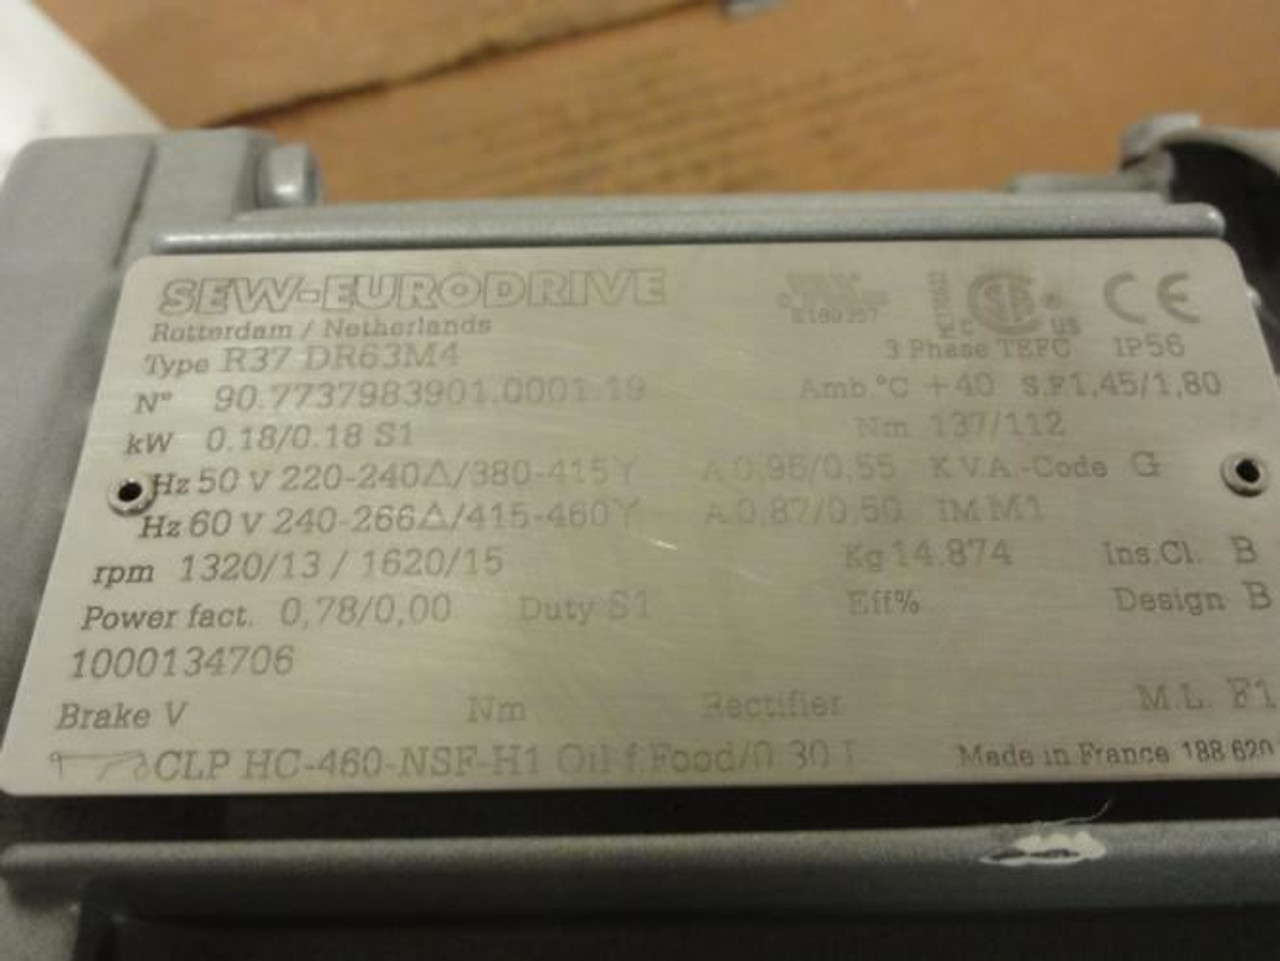 SEW-EURODRIVE
Rotterdam / Netherlands
E189357
C US
Type R37 DR63M4
3 Phase TEFC IP56
N° 90.7737983901.0001.19
Amb.°C +40 S.F1,45/1,80
kW 0.18/0.18 S1
Nm 137/112
Hz 50 V 220-240Δ/380-415Y A 0,95/0,55 K.V.A.-Code G
Hz 60 V 240-266Δ/415-460Y A 0,87/0,50 IM M1
rpm 1320/13 / 1620/15 Kg 14.874 Ins.Cl. B
Power fact. 0,78/0,00 Duty S1 Eff% Design B
1000134706
Brake V Nm Rectifier M.L. F1
CLP HC-460-NSF-H1 Oil f.Food/0.30 l Made in France 188 620